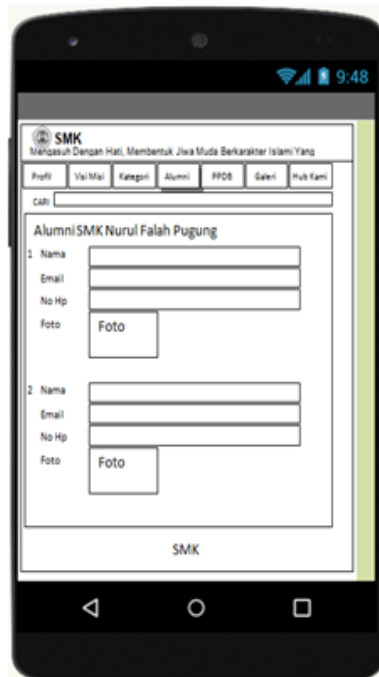 9:48
SMK
Mengasuh Dengan Hati, Membentuk Jiwa Muda Berkarakter Islami Yang
Profil Visi Misi Kategori Alumni PPDB Galeri Hub Kami
CARI
Alumni SMK Nurul Falah Pugung
1 Nama
Email
No Hp
Foto Foto
2 Nama
Email
No Hp
Foto Foto
SMK